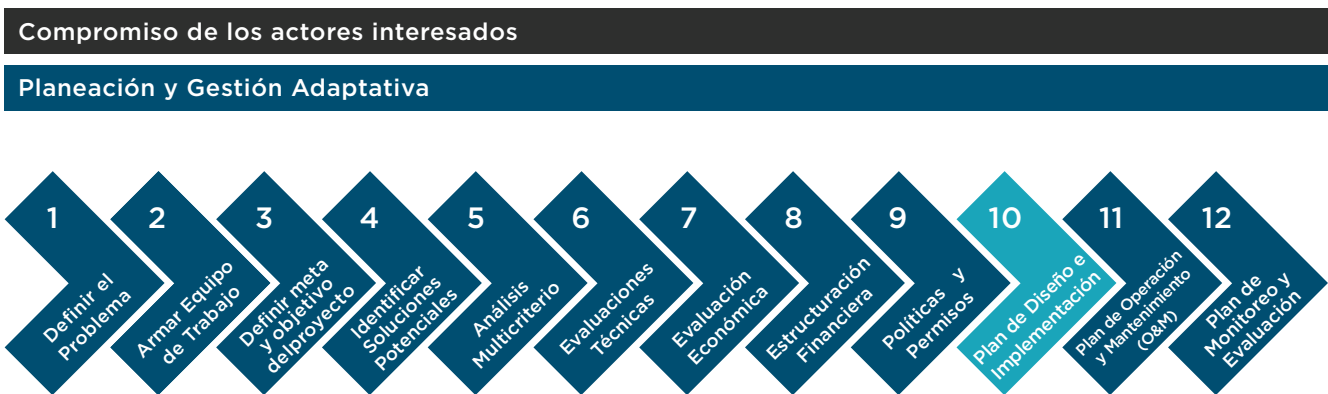 Compromiso de los actores interesados
Planeación y Gestión Adaptativa
1
Definir el
Problema
2
Armar Equipo
de Trabajo
3
Definir meta
y objetivo
delproyecto
4
Identificar
Soluciones
Potenciales
5
Análisis
Multicriterio
6
Evaluaciones
Técnicas
7
Evaluación
Económica
8
Estructuración
Financiera
9
Políticas y
Permisos
10
Plan de Diseño e
Implementación
11
Plan de Operación
y Mantenimiento
(O&M)
12
Plan de
Monitoreo y
Evaluación